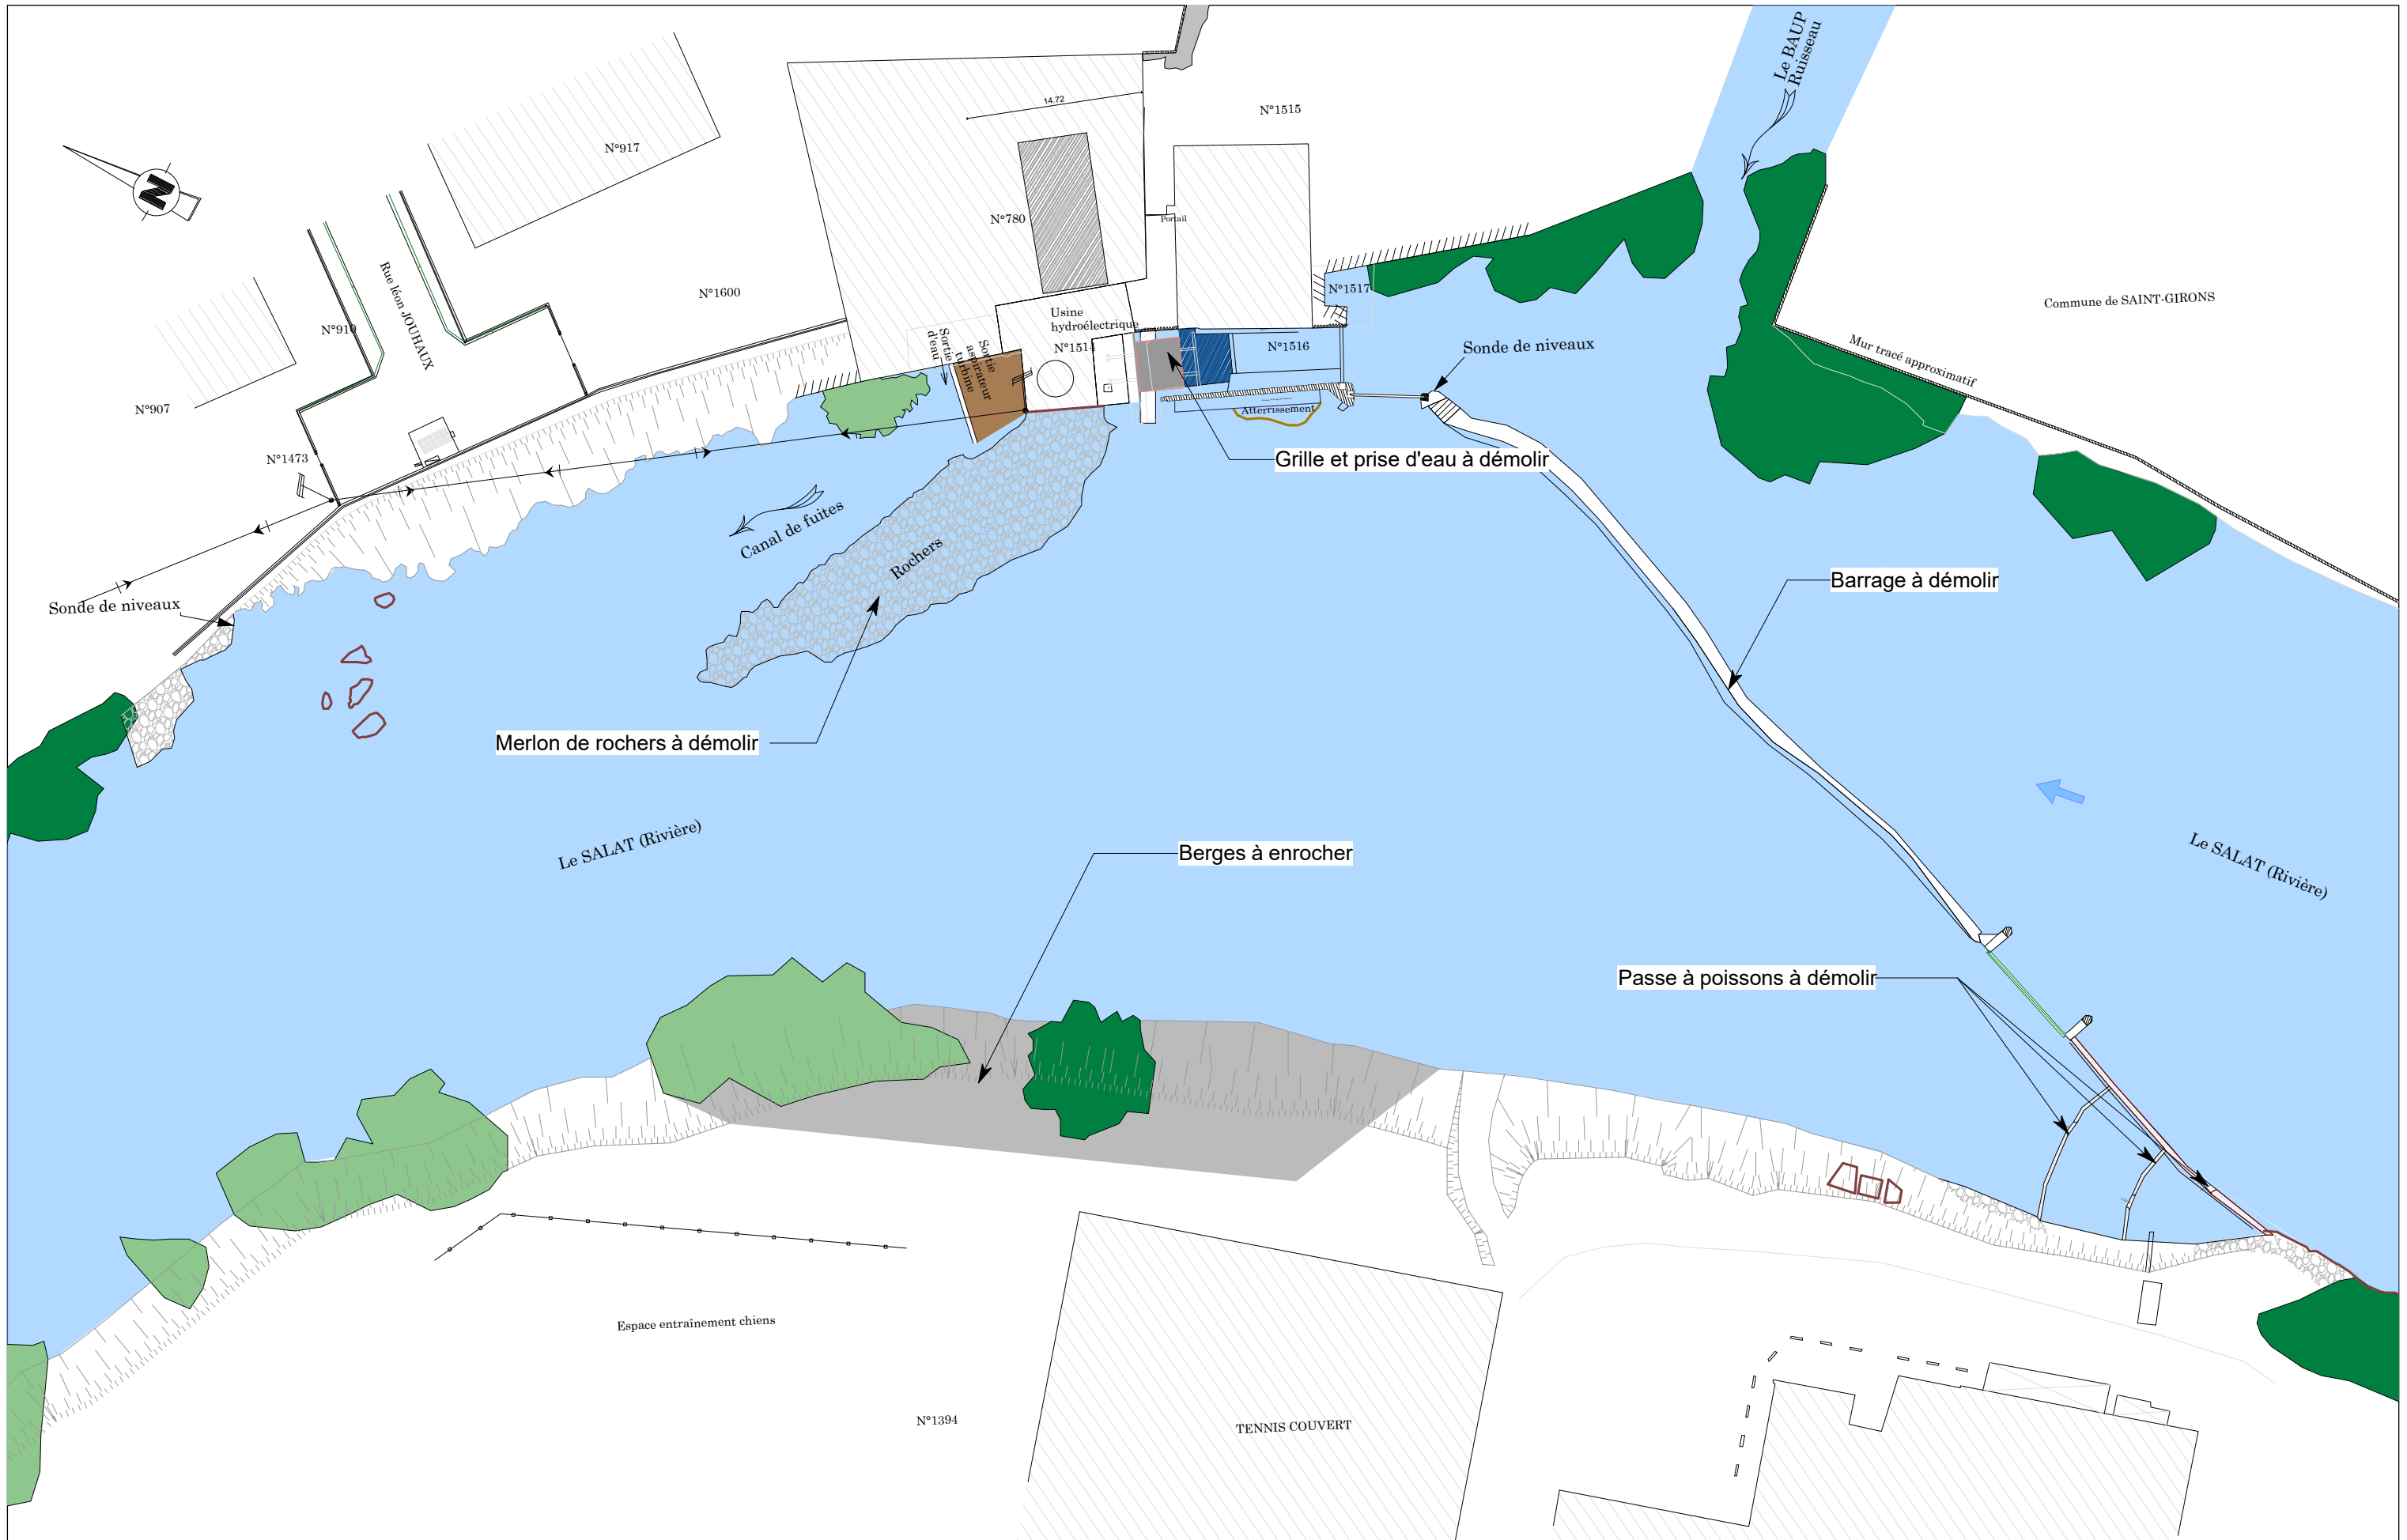 Le BAUP
Ruisseau
14.72
N°1515
N°917
N°780
Portail
N
Rue léon JOUHAUX
N°910
N°1600
N°1517
Commune de SAINT-GIRONS
Usine
hydroélectrique
N°1514
N°1516
Sonde de niveaux
Mur tracé approximatif
Sortie
d'eau
Sortie
aspirateur
turbine
Atterrissement
N°907
N°1473
Grille et prise d'eau à démolir
Canal de fuites
Rochers
Barrage à démolir
Sonde de niveaux
Merlon de rochers à démolir
Le SALAT (Rivière)
Berges à enrocher
Le SALAT (Rivière)
Passe à poissons à démolir
Espace entraînement chiens
N°1394
TENNIS COUVERT